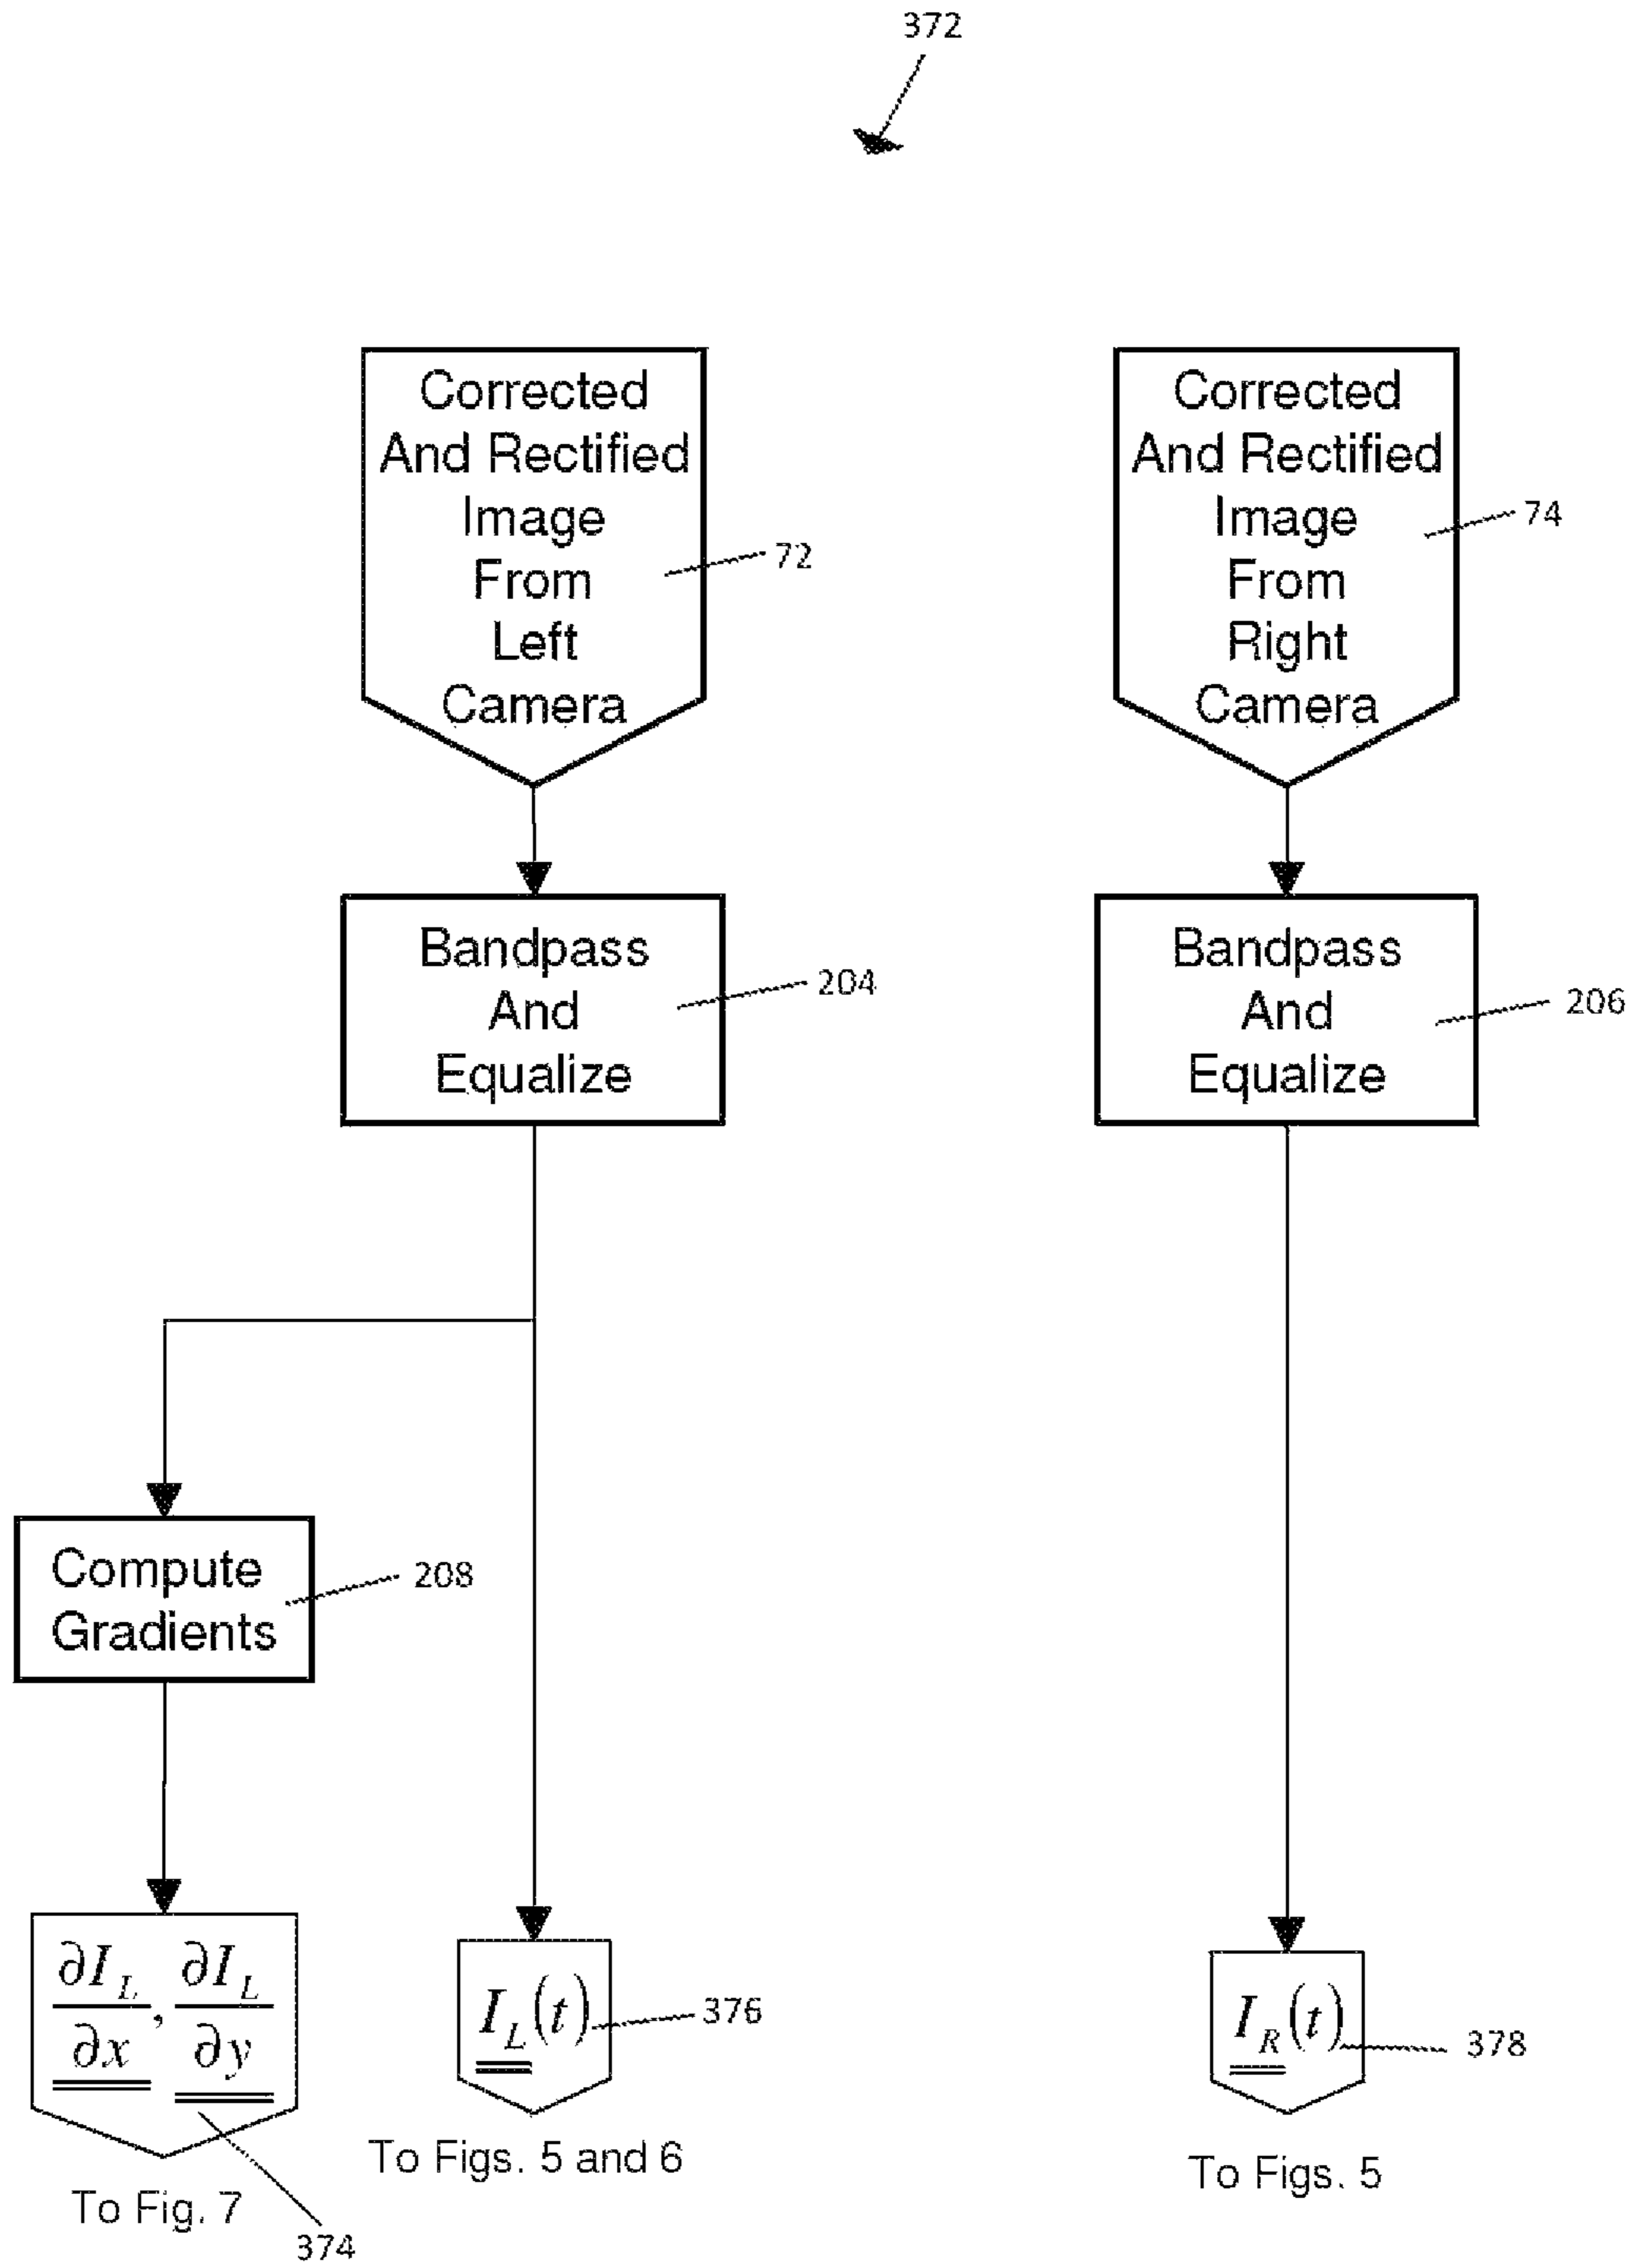 372
Corrected
And Rectified
Image
From
Left
Camera
72
Corrected
And Rectified
Image
From
Right
Camera
74
Bandpass
And
Equalize
204
Bandpass
And
Equalize
206
Compute
Gradients
208
∂I_L/∂x, ∂I_L/∂y
I_L(t)
376
I_R(t)
378
To Figs. 5 and 6
To Figs. 5
To Fig. 7
374